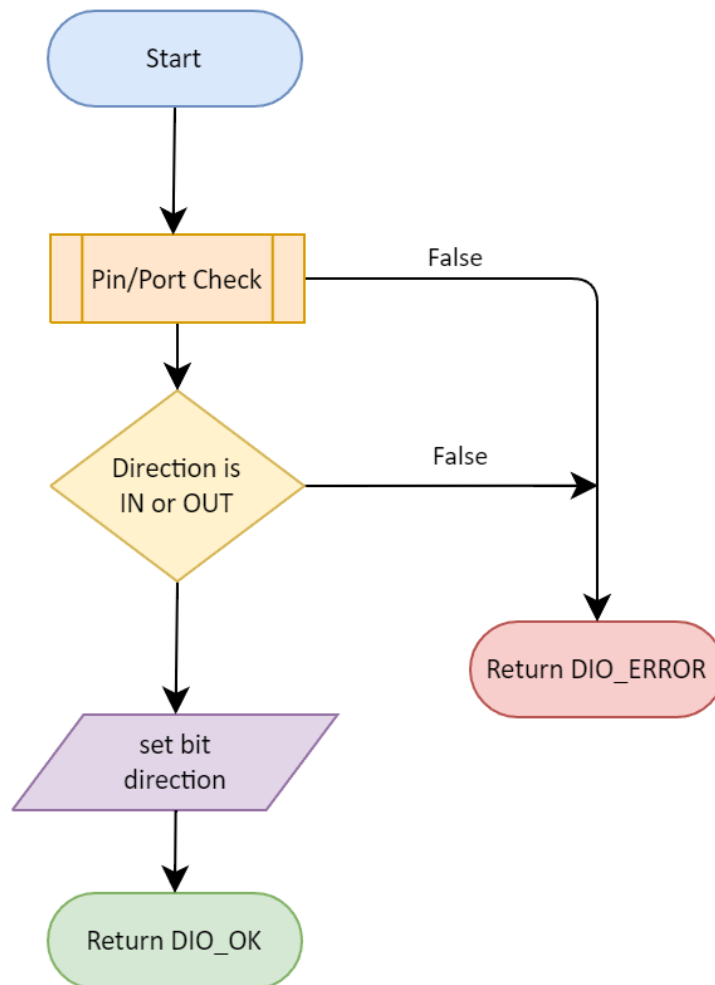 Start
Pin/Port Check
False
Direction is
IN or OUT
False
Return DIO_ERROR
set bit
direction
Return DIO_OK